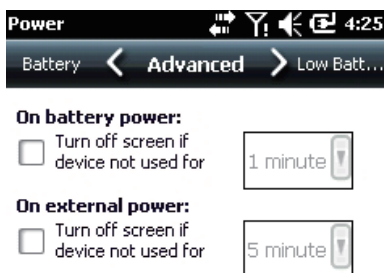 Power 4:25
Battery Advanced Low Batt...
On battery power:
Turn off screen if
device not used for
1 minute
On external power:
Turn off screen if
device not used for
5 minute